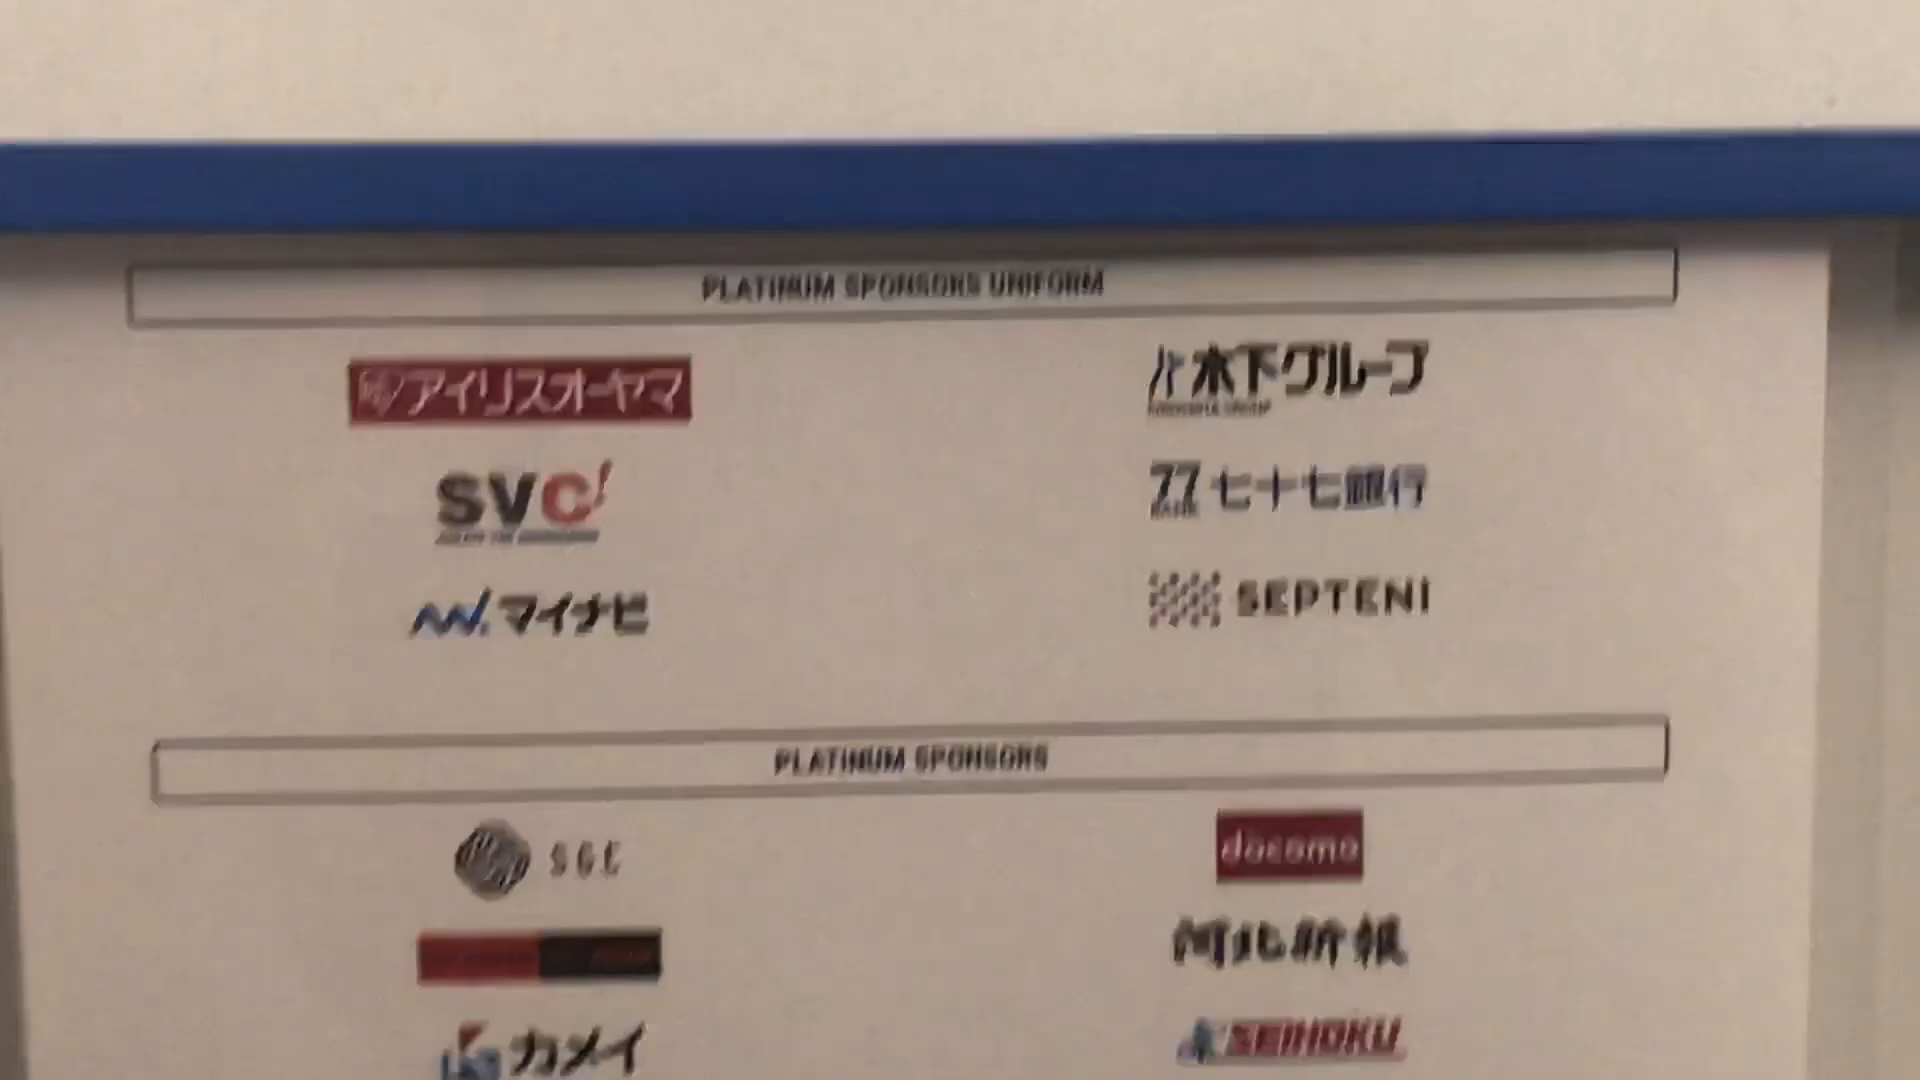 PLATINUM SPONSORS UNIFORM
アイリスオーヤマ
木下グループ
SVC!
77 七十七銀行
BANK
マイナビ
SEPTENI
PLATINUM SPONSORS
SGC
docomo
河北新報
カメイ
SEIHOKU